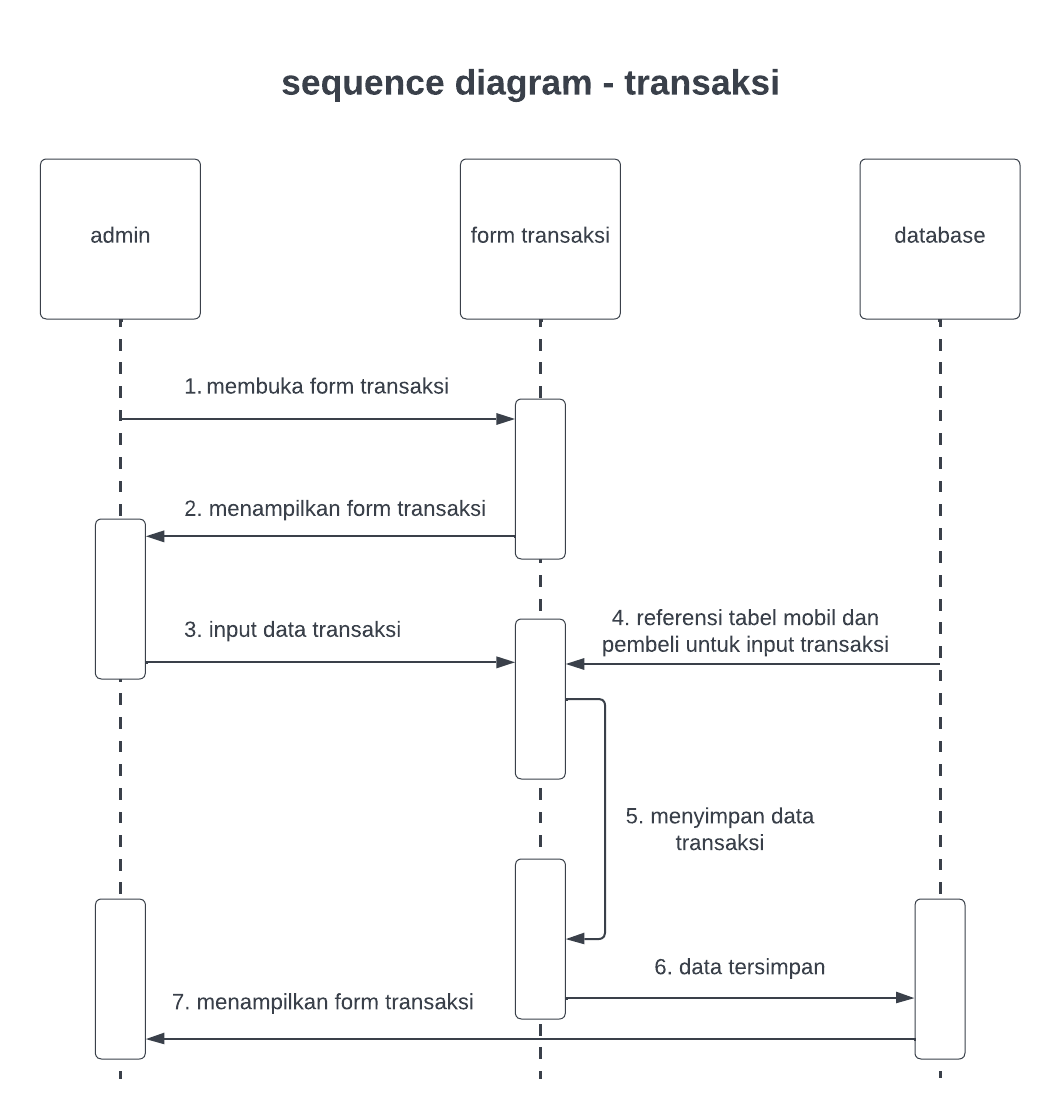 sequence diagram - transaksi
admin
form transaksi
database
1. membuka form transaksi
2. menampilkan form transaksi
3. input data transaksi
4. referensi tabel mobil dan
pembeli untuk input transaksi
5. menyimpan data
transaksi
6. data tersimpan
7. menampilkan form transaksi